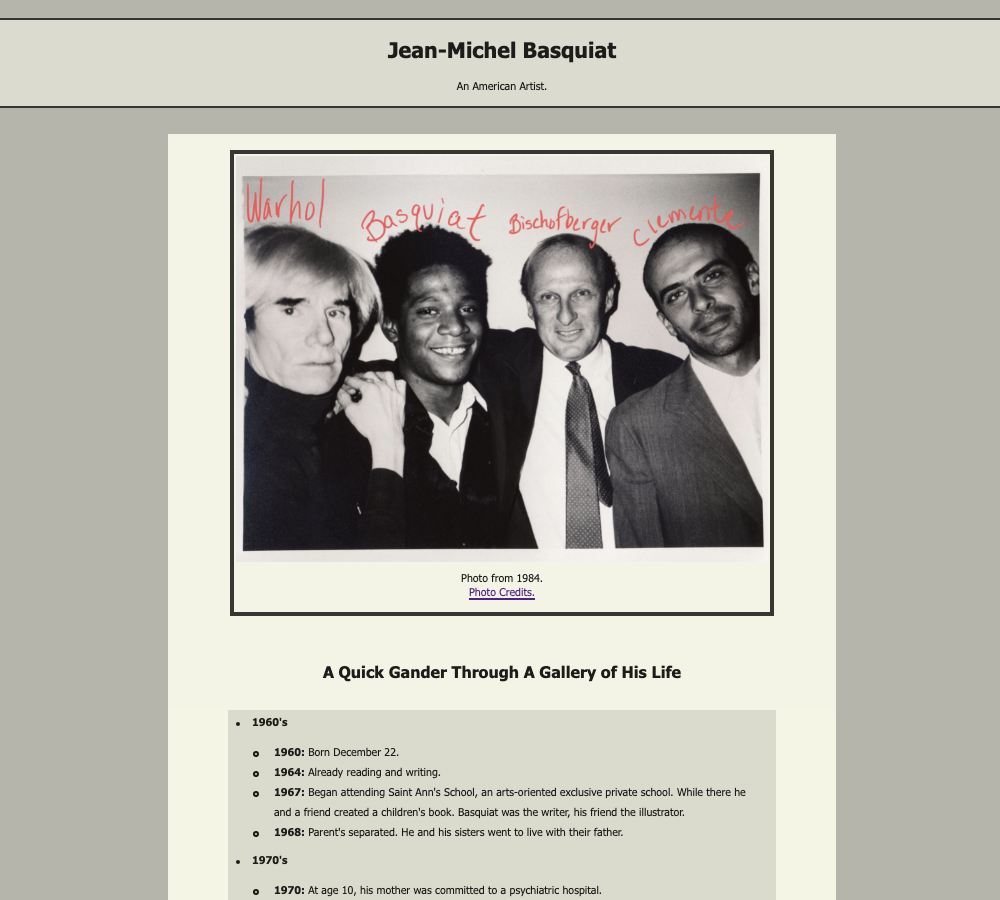 Jean-Michel Basquiat
An American Artist.
Warhol Basquiat Bischofberger Clemente
Photo from 1984.
Photo Credits.
A Quick Gander Through A Gallery of His Life
1960's
1960: Born December 22.
1964: Already reading and writing.
1967: Began attending Saint Ann's School, an arts-oriented exclusive private school. While there he
and a friend created a children's book. Basquiat was the writer, his friend the illustrator.
1968: Parent's separated. He and his sisters went to live with their father.
1970's
1970: At age 10, his mother was committed to a psychiatric hospital.